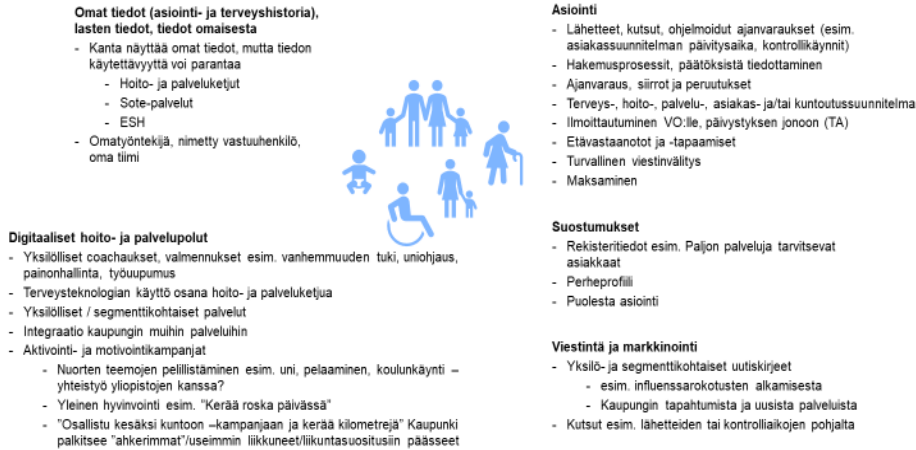 Omat tiedot (asiointi- ja terveyshistoria),
lasten tiedot, tiedot omaisesta
- Kanta näyttää omat tiedot, mutta tiedon
käytettävyyttä voi parantaa
- Hoito- ja palveluketjut
- Sote-palvelut
- ESH
- Omatyöntekijä, nimetty vastuuhenkilö,
oma tiimi
Asiointi
- Lähetteet, kutsut, ohjelmoidut ajanvaraukset (esim.
asiakassuunnitelman päivitysaika, kontrollikäynnit)
- Hakemusprosessit, päätöksistä tiedottaminen
- Ajanvaraus, siirrot ja peruutukset
- Terveys-, hoito-, palvelu-, asiakas- ja/tai kuntoutussuunnitelma
- Ilmoittautuminen VO:lle, päivystyksen jonoon (TA)
- Etävastaanotot ja -tapaamiset
- Turvallinen viestinvälitys
- Maksaminen
Digitaaliset hoito- ja palvelupolut
- Yksilölliset coachaukset, valmennukset esim. vanhemmuuden tuki, uniohjaus,
painonhallinta, työuupumus
- Terveysteknologian käyttö osana hoito- ja palveluketjua
- Yksilölliset / segmenttikohtaiset palvelut
- Integraatio kaupungin muihin palveluihin
- Aktivointi- ja motivointikampanjat
- Nuorten teemojen pelillistäminen esim. uni, pelaaminen, koulunkäynti –
yhteistyö yliopistojen kanssa?
- Yleinen hyvinvointi esim. "Kerää roska päivässä"
- "Osallistu kesäksi kuntoon –kampanjaan ja kerää kilometrejä" Kaupunki
palkitsee "ahkerimmat"/useimmin liikkuneet/liikuntasuositusiin päässeet
Suostumukset
- Rekisteritiedot esim. Paljon palveluja tarvitsevat
asiakkaat
- Perheprofiili
- Puolesta asiointi
Viestintä ja markkinointi
- Yksilö- ja segmenttikohtaiset uutiskirjeet
- esim. influenssarokotusten alkamisesta
- Kaupungin tapahtumista ja uusista palveluista
- Kutsut esim. lähetteiden tai kontrolliaikojen pohjalta